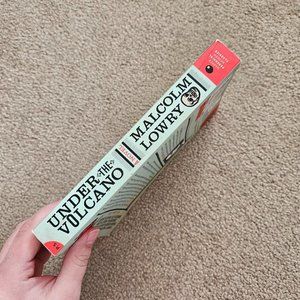 UNDER THE
VOLCANO
MALCOLM
LOWRY